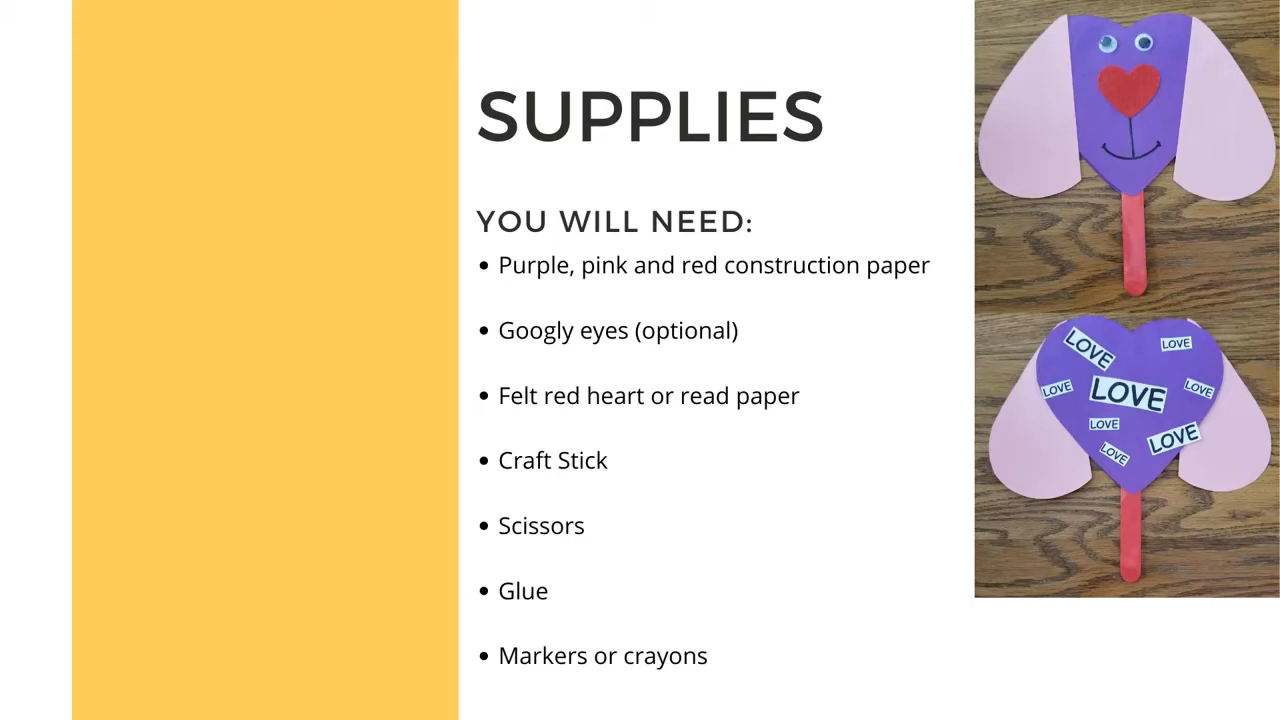 SUPPLIES
YOU WILL NEED:
• Purple, pink and red construction paper
• Googly eyes (optional)
• Felt red heart or read paper
• Craft Stick
• Scissors
• Glue
• Markers or crayons
LOVE
LOVE
LOVE
LOVE
LOVE
LOVE
LOVE
LOVE